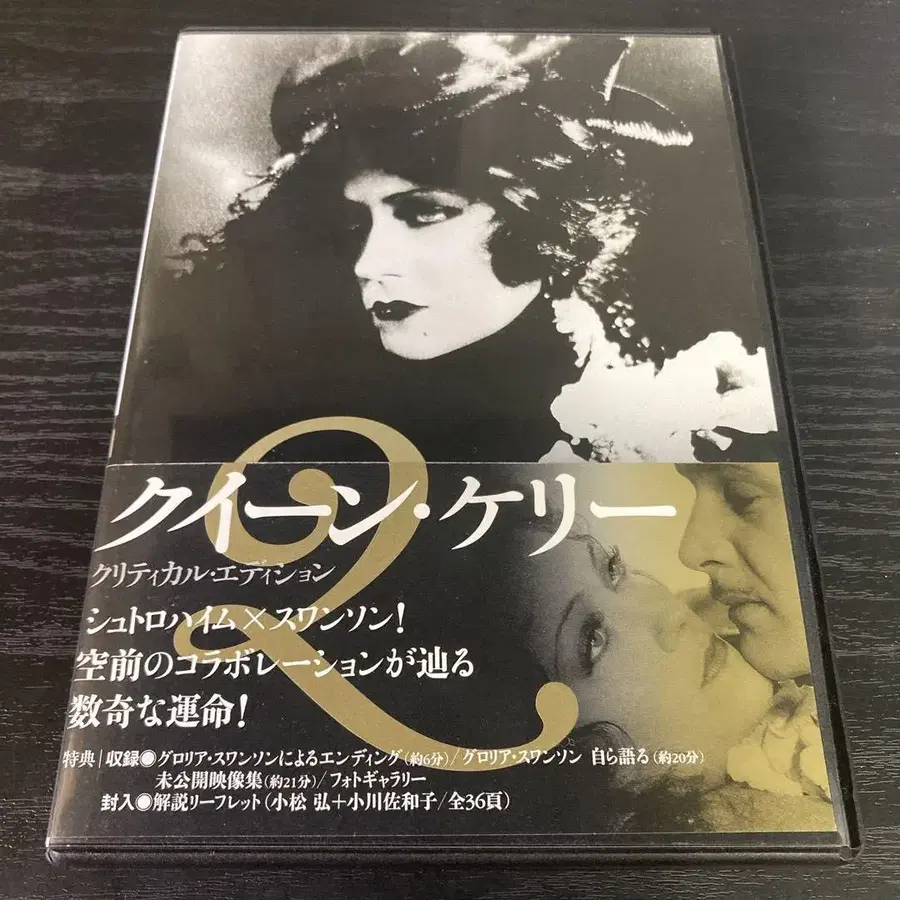 Q
クイーン・ケリー
クリティカル・エディション
シュトロハイム×スワンソン!
空前のコラボレーションが辿る
数奇な運命!
特典|収録◉グロリア・スワンソンによるエンディング(約6分)/グロリア・スワンソン 自ら語る(約20分)
未公開映像集(約21分)/フォトギャラリー
封入◉解説リーフレット(小松 弘+小川佐和子/全36頁)